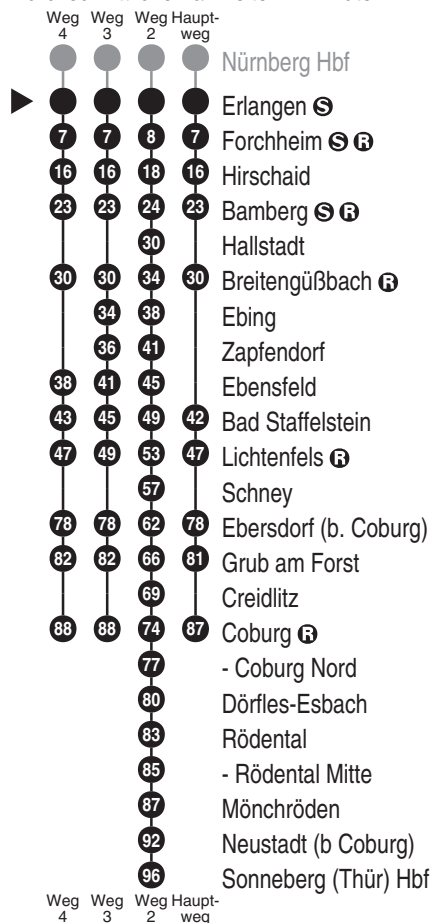 Weg Weg Weg Haupt-
4 3 2 weg
Nürnberg Hbf
Erlangen S
7 7 8 7 Forchheim S R
16 16 18 16 Hirschaid
23 23 24 23 Bamberg S R
30 Hallstadt
30 30 34 30 Breitengüßbach R
34 38 Ebing
36 41 Zapfendorf
38 41 45 Ebensfeld
43 45 49 42 Bad Staffelstein
47 49 53 47 Lichtenfels R
57 Schney
78 78 62 78 Ebersdorf (b. Coburg)
82 82 66 81 Grub am Forst
69 Creidlitz
88 88 74 87 Coburg R
77 - Coburg Nord
80 Dörfles-Esbach
83 Rödental
85 - Rödental Mitte
87 Mönchröden
92 Neustadt (b Coburg)
96 Sonneberg (Thür) Hbf
Weg Weg Weg Haupt-
4 3 2 weg